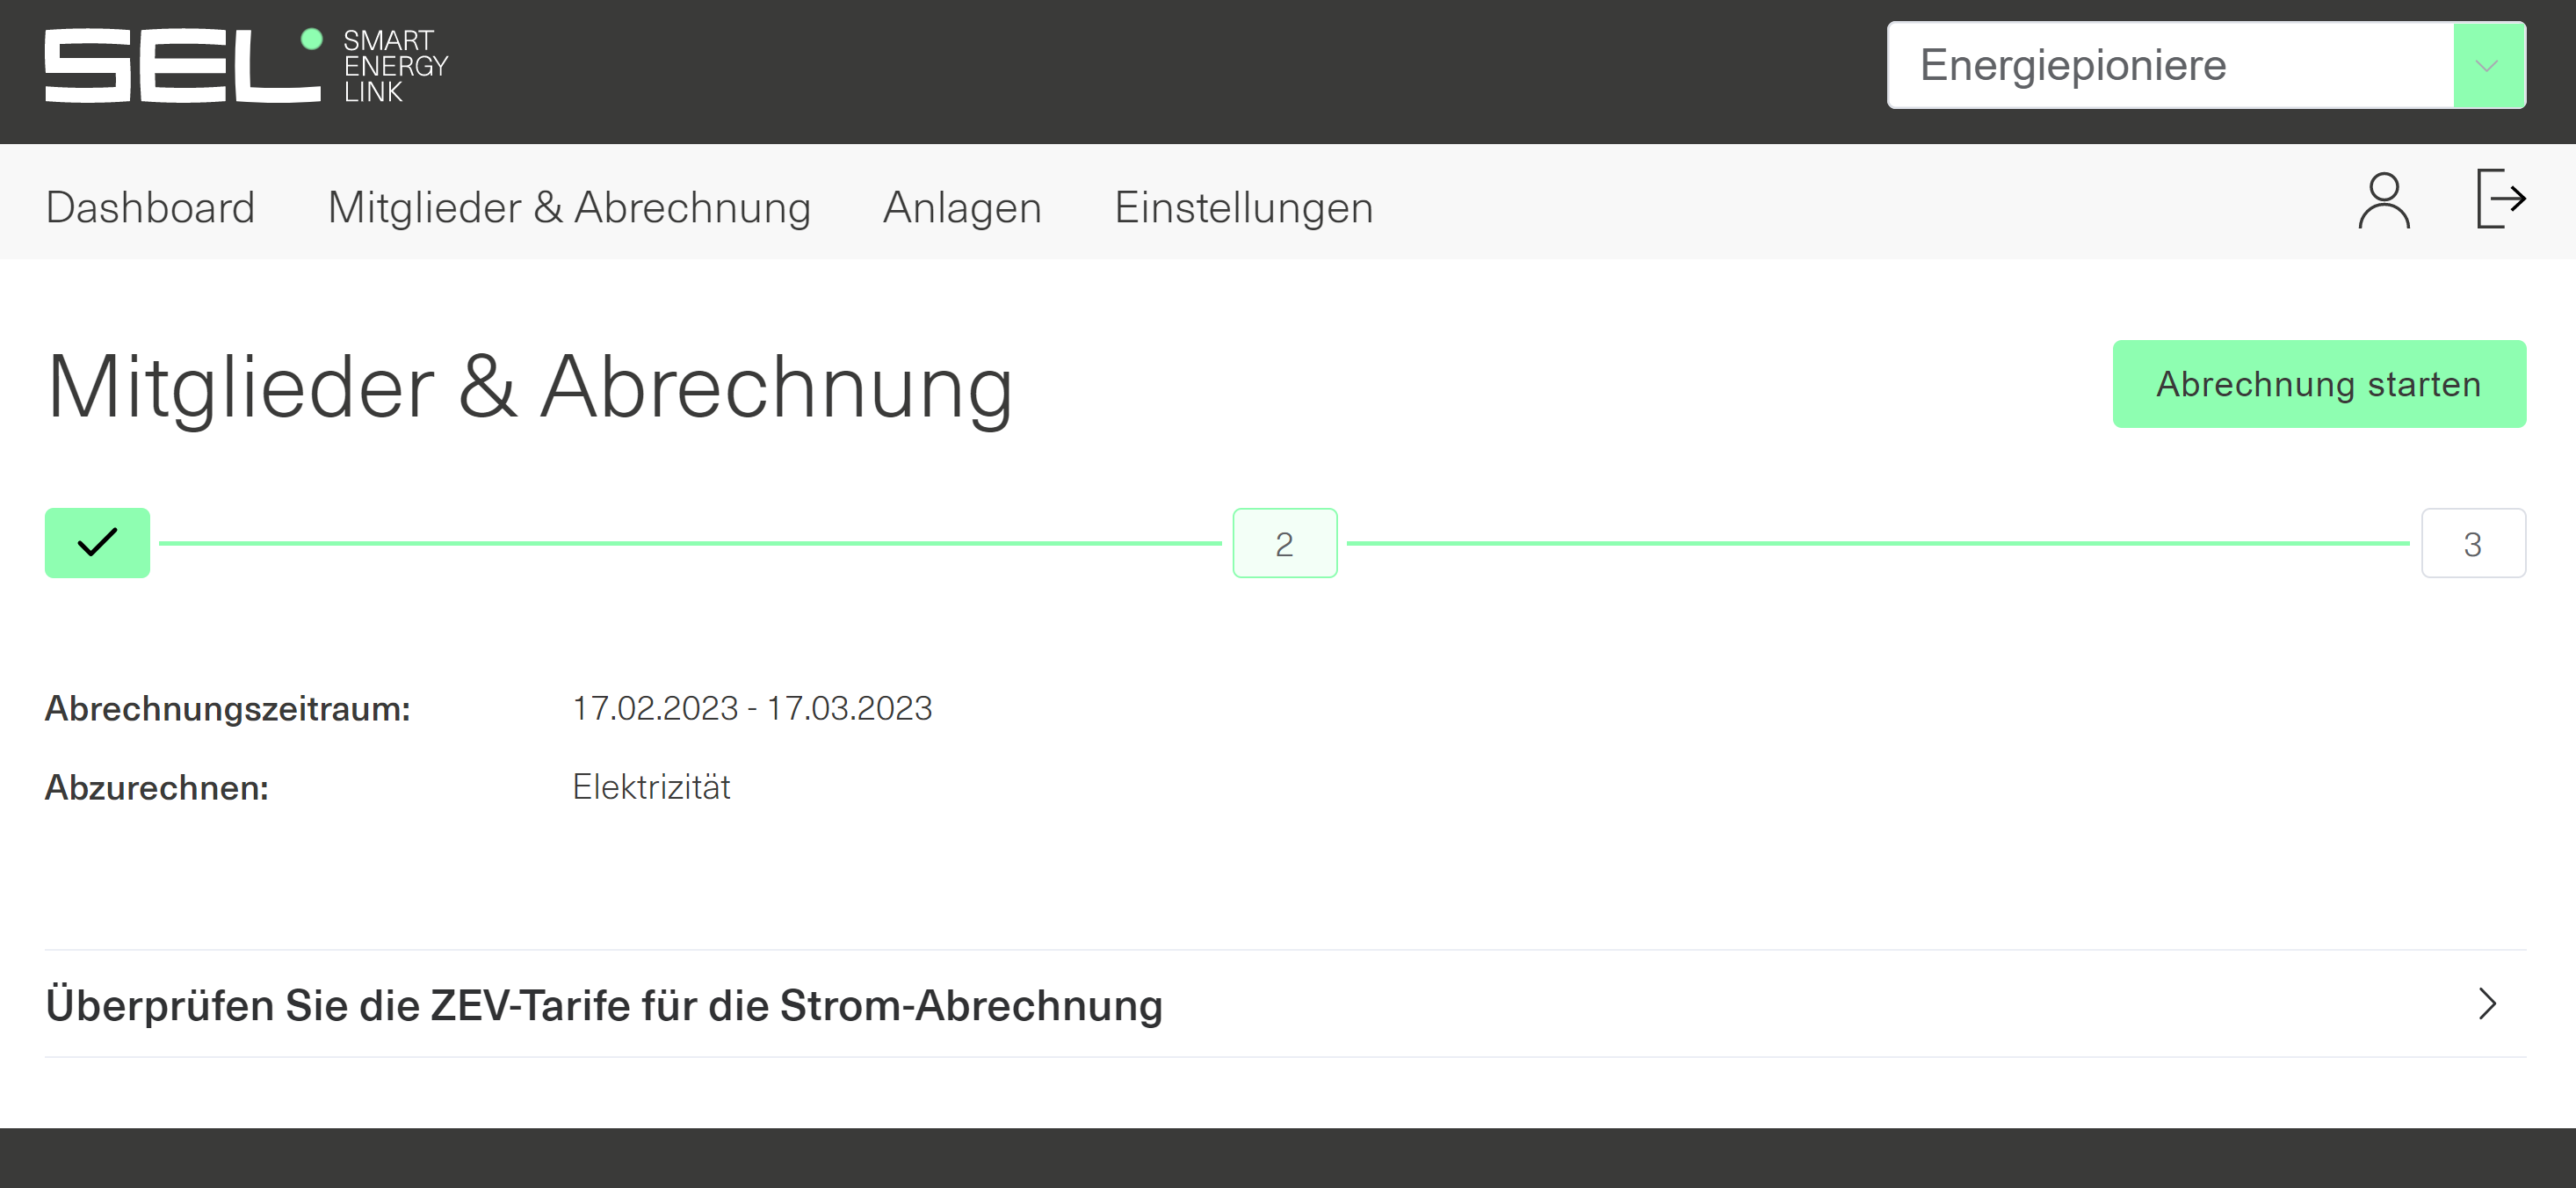 SEL
SMART
ENERGY
LINK
Energiepioniere
Dashboard Mitglieder & Abrechnung Anlagen Einstellungen
Mitglieder & Abrechnung
Abrechnung starten
2
3
Abrechnungszeitraum: 17.02.2023 - 17.03.2023
Abzurechnen: Elektrizität
Überprüfen Sie die ZEV-Tarife für die Strom-Abrechnung